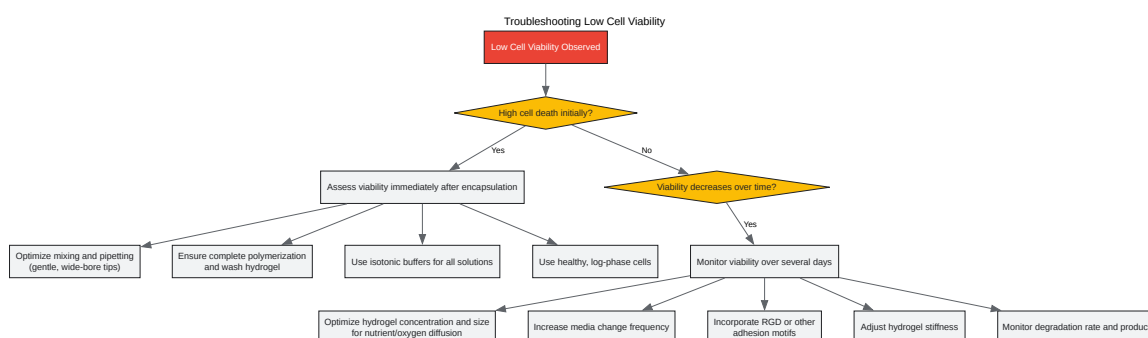 Troubleshooting Low Cell Viability
Low Cell Viability Observed
High cell death initially?
Yes
No
Assess viability immediately after encapsulation
Viability decreases over time?
Yes
Optimize mixing and pipetting
(gentle, wide-bore tips)
Ensure complete polymerization
and wash hydrogel
Use isotonic buffers for all solutions
Use healthy, log-phase cells
Monitor viability over several days
Optimize hydrogel concentration and size
for nutrient/oxygen diffusion
Increase media change frequency
Incorporate RGD or other
adhesion motifs
Adjust hydrogel stiffness
Monitor degradation rate and